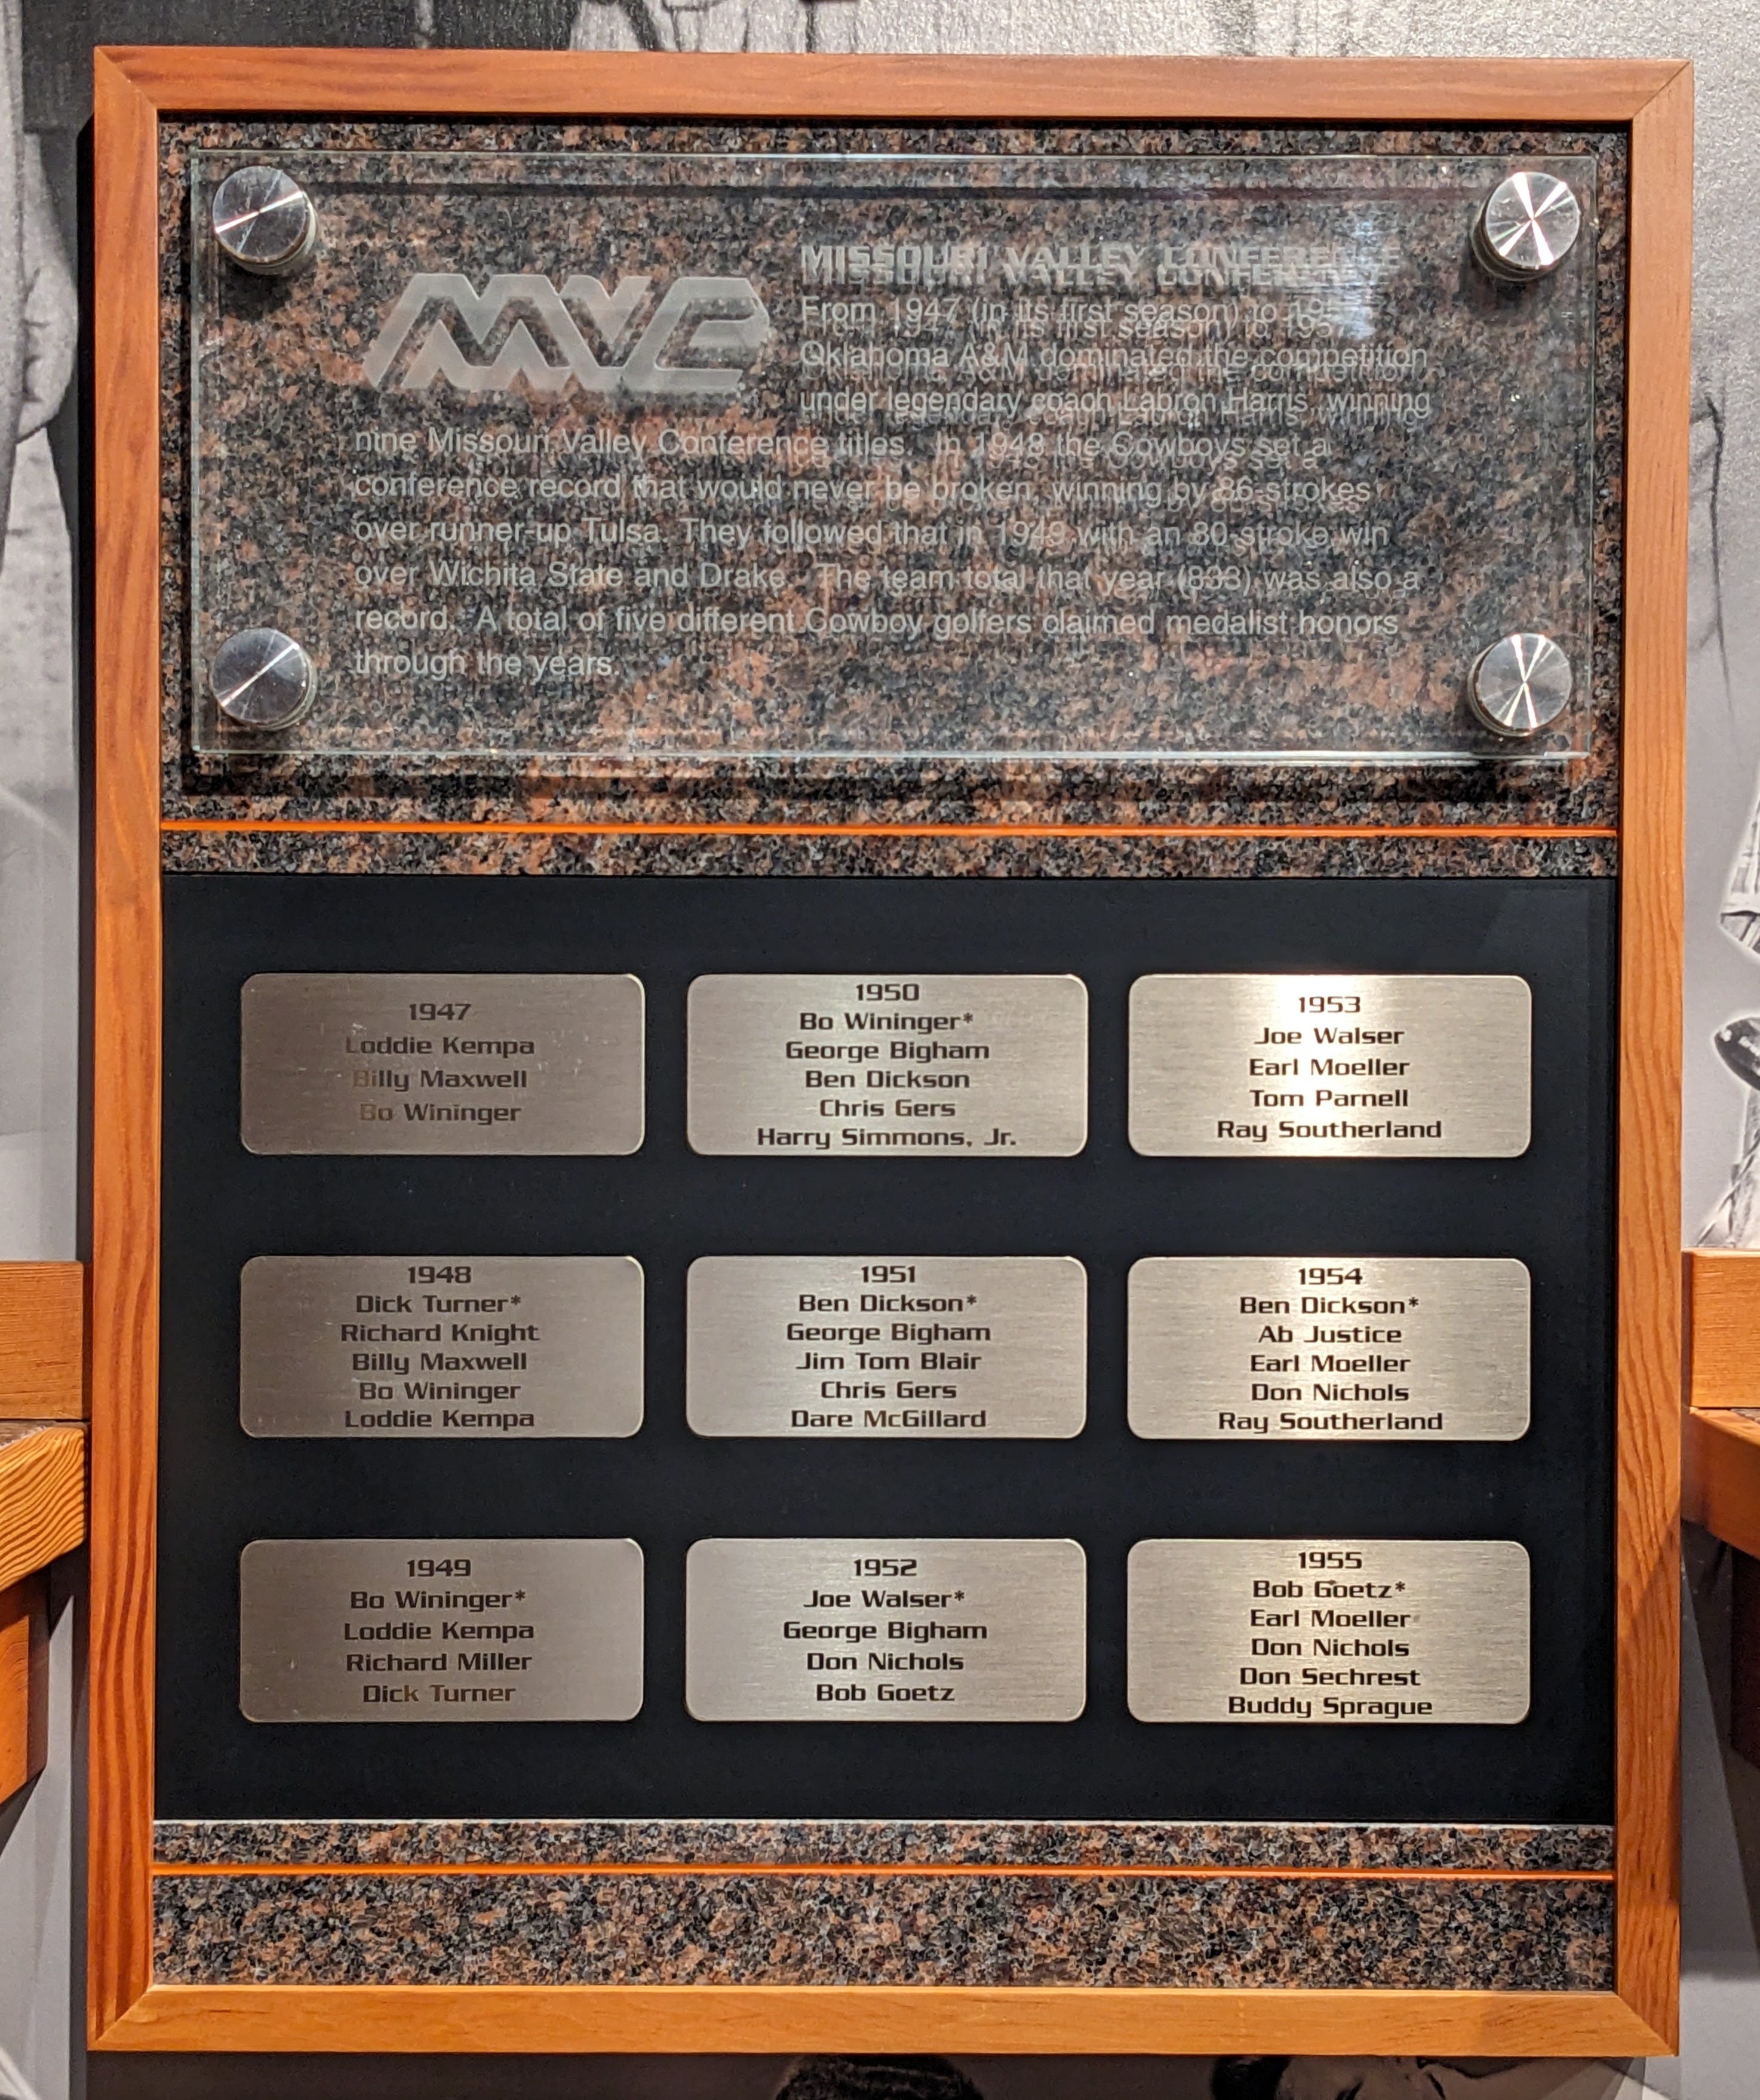 MVC
MISSOURI VALLEY CONFERENCE
From 1947 (in its first season) to
Oklahoma A&M dominated the competition
under legendary coach Labron Harris, winning
nine Missouri Valley Conference titles. In 1948 the Cowboys set a
conference record that would never be broken, winning by 86-strokes
over runner-up Tulsa. They followed that in 1949 with an 80-stroke win
over Wichita State and Drake. The team total that year (833) was also a
record. A total of five different Cowboy golfers claimed medalist honors
through the years.
1947
Loddie Kempa
Billy Maxwell
Bo Wininger
1950
Bo Wininger*
George Bigham
Ben Dickson
Chris Gers
Harry Simmons, Jr.
1953
Joe Walser
Earl Moeller
Tom Parnell
Ray Southerland
1948
Dick Turner*
Richard Knight
Billy Maxwell
Bo Wininger
Loddie Kempa
1951
Ben Dickson*
George Bigham
Jim Tom Blair
Chris Gers
Dare McGillard
1954
Ben Dickson*
Ab Justice
Earl Moeller
Don Nichols
Ray Southerland
1949
Bo Wininger*
Loddie Kempa
Richard Miller
Dick Turner
1952
Joe Walser*
George Bigham
Don Nichols
Bob Goetz
1955
Bob Goetz*
Earl Moeller
Don Nichols
Don Sechrest
Buddy Sprague